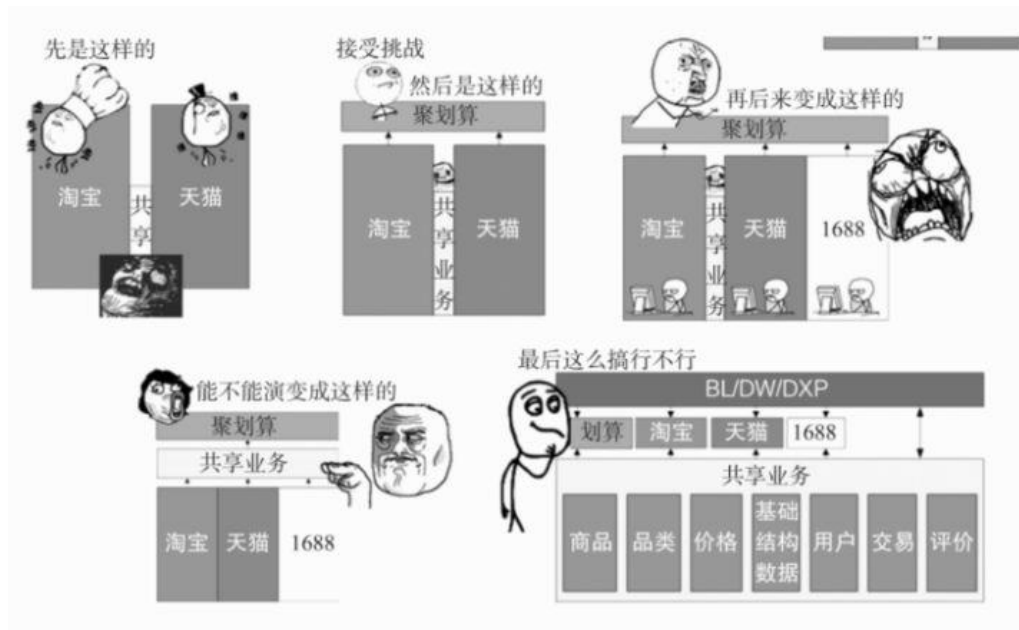 先是这样的
淘宝
天猫
共
享
接受挑战
然后是这样的
聚划算
淘宝
共
享
业
务
天猫
再后来变成这样的
聚划算
淘宝
共
享
业
务
天猫
1688
能不能演变成这样的
聚划算
共享业务
淘宝
天猫
1688
最后这么搞行不行
BL/DW/DXP
划算
淘宝
天猫
1688
共享业务
商品
品类
价格
基础
结构
数据
用户
交易
评价